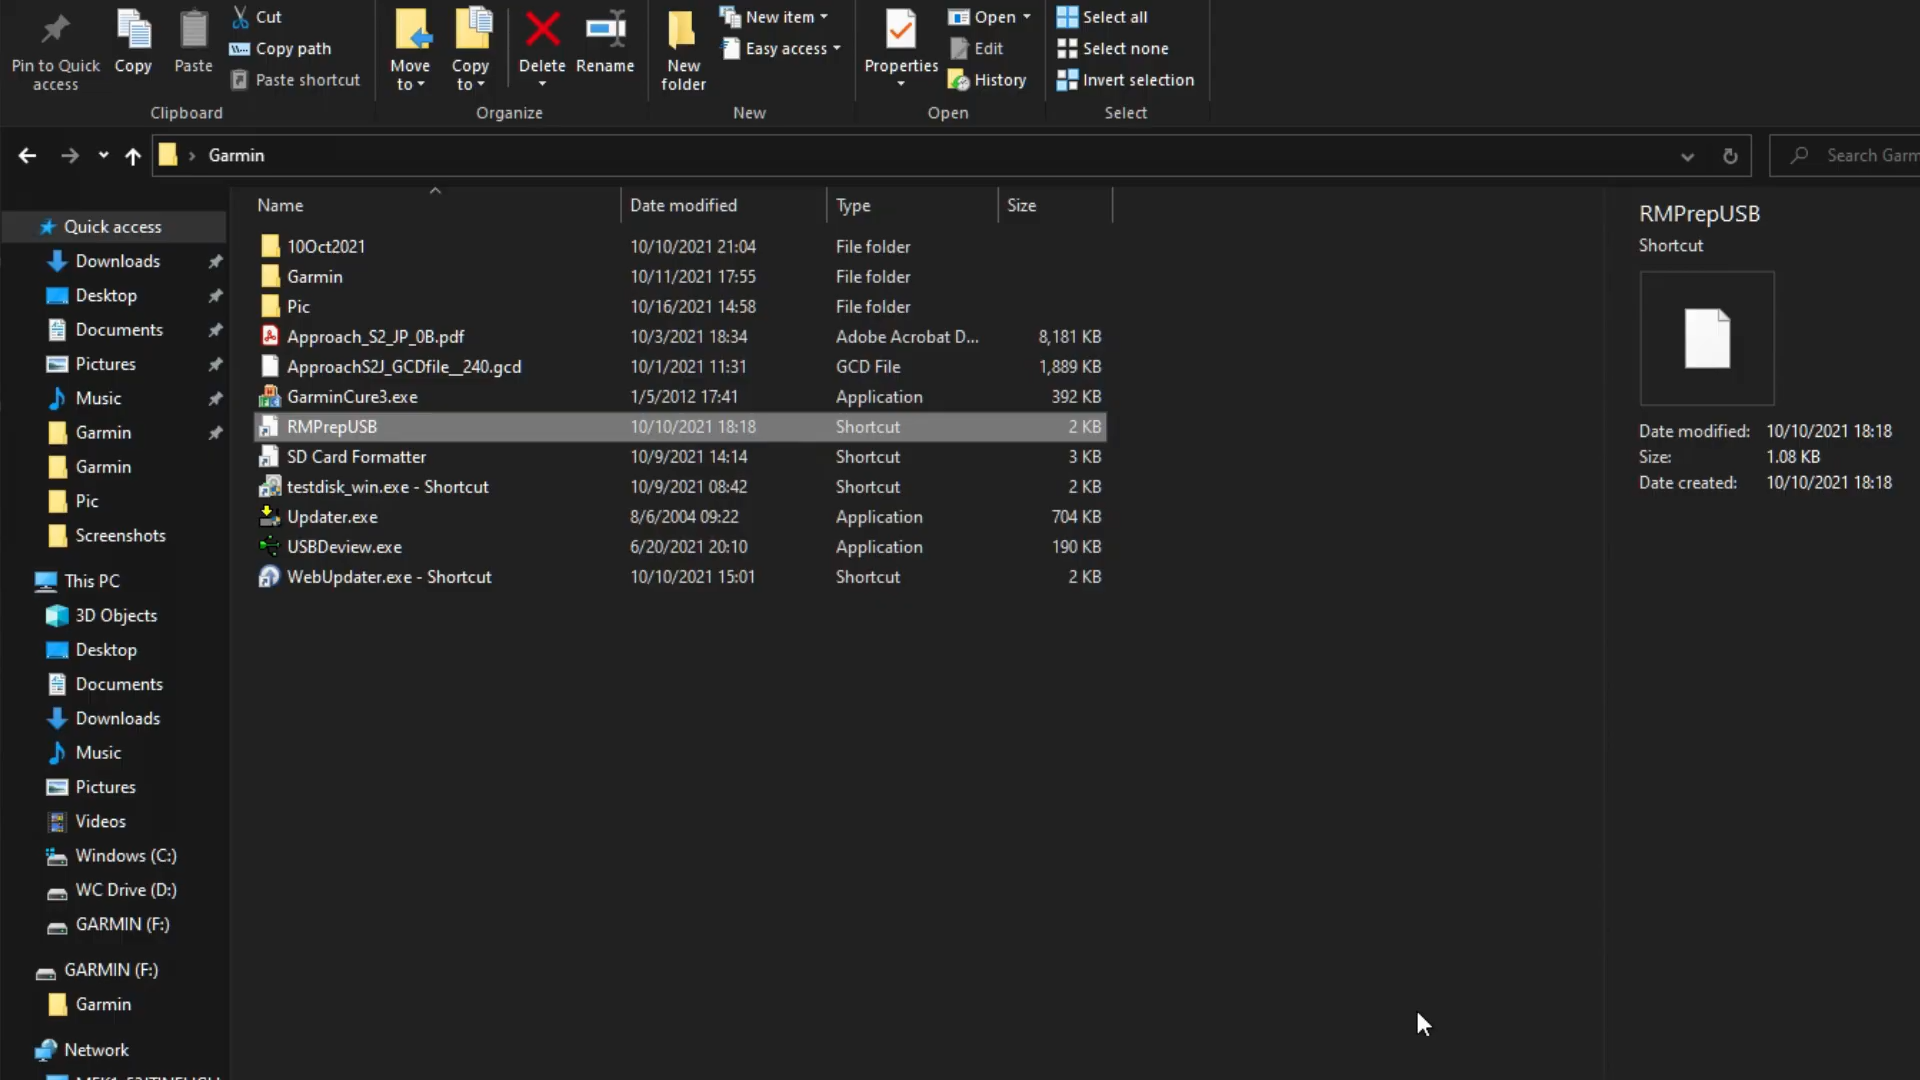 Pin to Quick access
Copy
Paste
Cut
Copy path
Paste shortcut
Clipboard
Move to
Copy to
Delete
Rename
Organize
New folder
New item
Easy access
New
Properties
Open
Edit
History
Open
Select all
Select none
Invert selection
Select
Garmin
Search Garm
Name Date modified Type Size
10Oct2021 10/10/2021 21:04 File folder
Garmin 10/11/2021 17:55 File folder
Pic 10/16/2021 14:58 File folder
Approach_S2_JP_0B.pdf 10/3/2021 18:34 Adobe Acrobat D... 8,181 KB
ApproachS2J_GCDfile__240.gcd 10/1/2021 11:31 GCD File 1,889 KB
GarminCure3.exe 1/5/2012 17:41 Application 392 KB
RMPrepUSB 10/10/2021 18:18 Shortcut 2 KB
SD Card Formatter 10/9/2021 14:14 Shortcut 3 KB
testdisk_win.exe - Shortcut 10/9/2021 08:42 Shortcut 2 KB
Updater.exe 8/6/2004 09:22 Application 704 KB
USBDeview.exe 6/20/2021 20:10 Application 190 KB
WebUpdater.exe - Shortcut 10/10/2021 15:01 Shortcut 2 KB
Quick access
Downloads
Desktop
Documents
Pictures
Music
Garmin
Garmin
Pic
Screenshots
This PC
3D Objects
Desktop
Documents
Downloads
Music
Pictures
Videos
Windows (C:)
WC Drive (D:)
GARMIN (F:)
GARMIN (F:)
Garmin
Network
RMPrepUSB
Shortcut
Date modified: 10/10/2021 18:18
Size: 1.08 KB
Date created: 10/10/2021 18:18